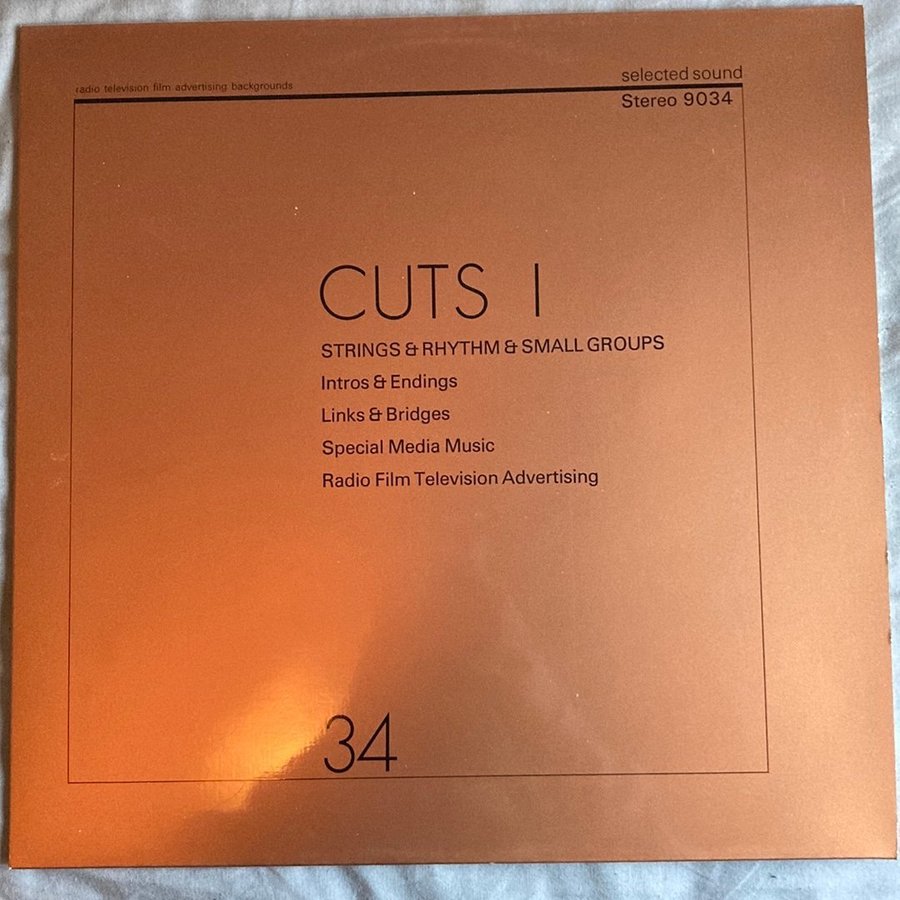 radio television film advertising backgrounds
selected sound
Stereo 9034
CUTS I
STRINGS & RHYTHM & SMALL GROUPS
Intros & Endings
Links & Bridges
Special Media Music
Radio Film Television Advertising
34